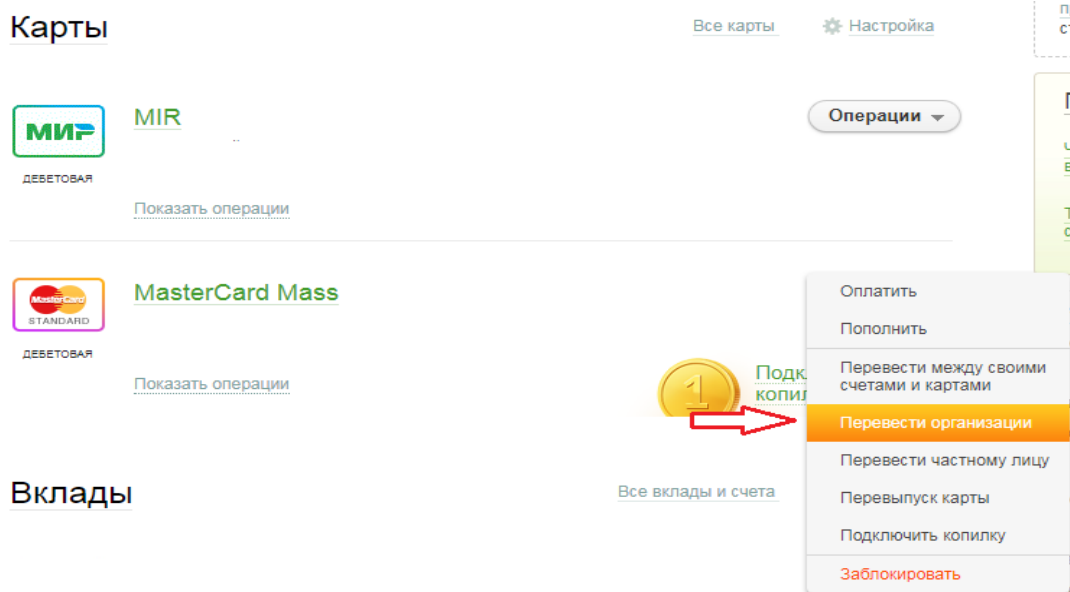 Карты
Все карты
Настройка
МИР
MIR
Операции
ДЕБЕТОВАЯ
Показать операции
MasterCard
STANDARD
MasterCard Mass
ДЕБЕТОВАЯ
Показать операции
1
Оплатить
Пополнить
Перевести между своими
счетами и картами
Перевести организации
Перевести частному лицу
Перевыпуск карты
Подключить копилку
Заблокировать
Вклады
Все вклады и счета